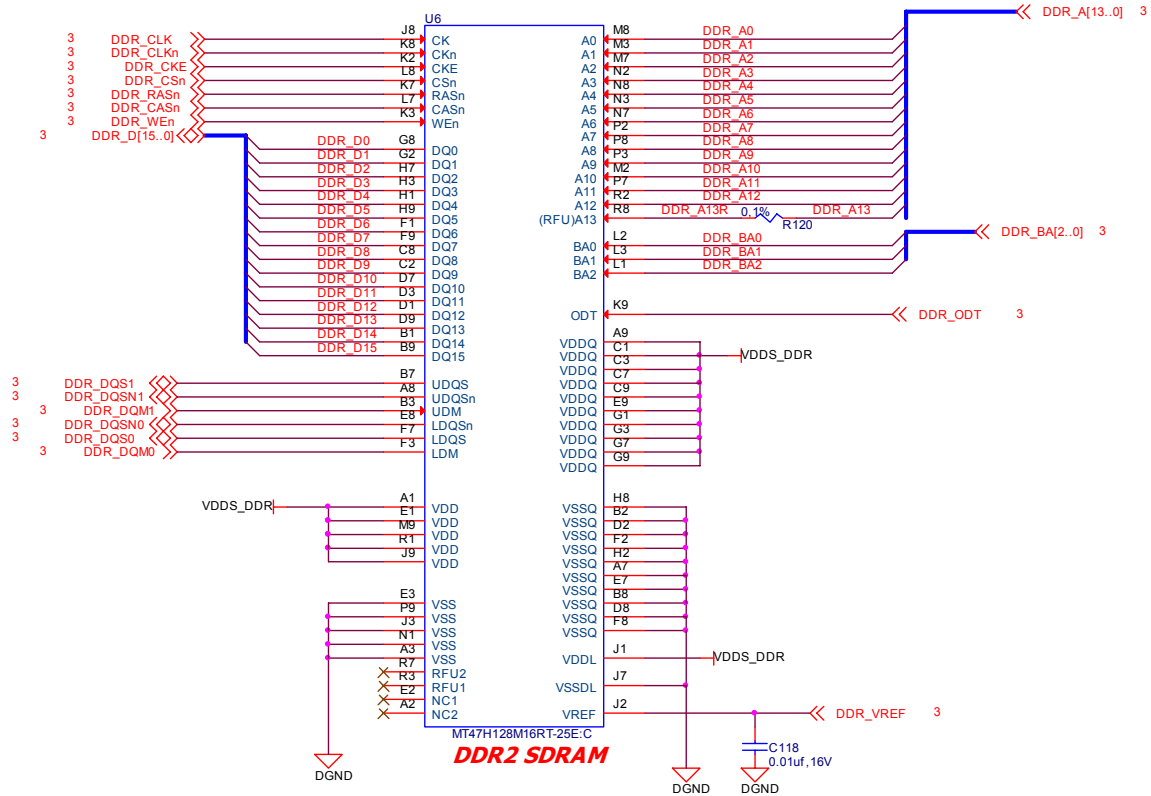 U6
DDR_A[13..0] 3
3 DDR_CLK J8 CK A0 M8 DDR_A0
3 DDR_CLKn K8 CKn A1 M3 DDR_A1
3 DDR_CKE K2 CKE A2 M7 DDR_A2
3 DDR_CSn L8 CSn A3 N2 DDR_A3
3 DDR_RASn K7 RASn A4 N8 DDR_A4
3 DDR_CASn L7 CASn A5 N3 DDR_A5
3 DDR_WEn K3 WEn A6 N7 DDR_A6
3 DDR_D[15..0] A7 P2 DDR_A7
DDR_D0 G8 DQ0 A8 P8 DDR_A8
DDR_D1 G2 DQ1 A9 P3 DDR_A9
DDR_D2 H7 DQ2 A10 M2 DDR_A10
DDR_D3 H3 DQ3 A11 P7 DDR_A11
DDR_D4 H1 DQ4 A12 R2 DDR_A12
DDR_D5 H9 DQ5 (RFU)A13 R8 DDR_A13R 0,1% R120 DDR_A13
DDR_D6 F1 DQ6
DDR_D7 F9 DQ7 BA0 L2 DDR_BA0 DDR_BA[2..0] 3
DDR_D8 C8 DQ8 BA1 L3 DDR_BA1
DDR_D9 C2 DQ9 BA2 L1 DDR_BA2
DDR_D10 D7 DQ10
DDR_D11 D3 DQ11
DDR_D12 D1 DQ12 ODT K9 DDR_ODT 3
DDR_D13 D9 DQ13
DDR_D14 B1 DQ14 VDDQ A9
DDR_D15 B9 DQ15 VDDQ C1 VDDS_DDR
VDDQ C3
3 DDR_DQS1 B7 UDQS VDDQ C7
3 DDR_DQSN1 A8 UDQSn VDDQ C9
3 DDR_DQM1 B3 UDM VDDQ E9
3 DDR_DQSN0 E8 LDQSn VDDQ G1
3 DDR_DQS0 F7 LDQS VDDQ G3
3 DDR_DQM0 F3 LDM VDDQ G7
VDDQ G9
VDDS_DDR A1 VDD VSSQ H8
E1 VDD VSSQ B2
M9 VDD VSSQ D2
R1 VDD VSSQ F2
J9 VDD VSSQ H2
VSSQ A7
VSSQ E7
E3 VSS VSSQ B8
P9 VSS VSSQ D8
J3 VSS VSSQ F8
N1 VSS
A3 VSS VDDL J1 VDDS_DDR
R7 RFU2
R3 RFU1 VSSDL J7
E2 NC1
A2 NC2 VREF J2 DDR_VREF 3
MT47H128M16RT-25E:C
DDR2 SDRAM
C118
0.01uf,16V
DGND
DGND
DGND